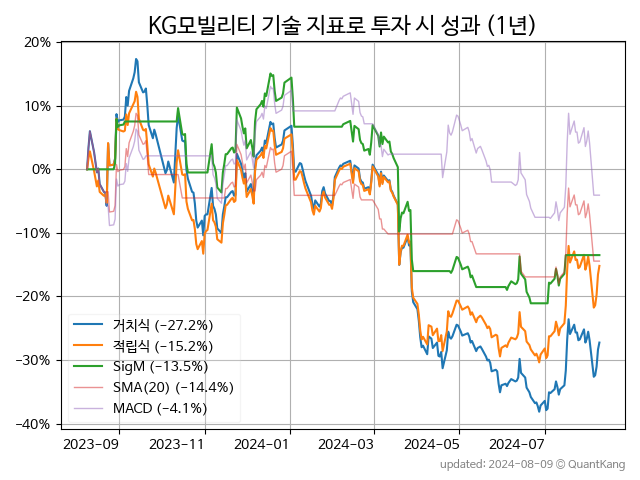 KG모빌리티 기술 지표로 투자 시 성과 (1년)
20%
10%
0%
−10%
−20%
−30%
−40%
거치식 (−27.2%)
적립식 (−15.2%)
SigM (−13.5%)
SMA(20) (−14.4%)
MACD (−4.1%)
2023-09 2023-11 2024-01 2024-03 2024-05 2024-07
updated: 2024-08-09 © QuantKang